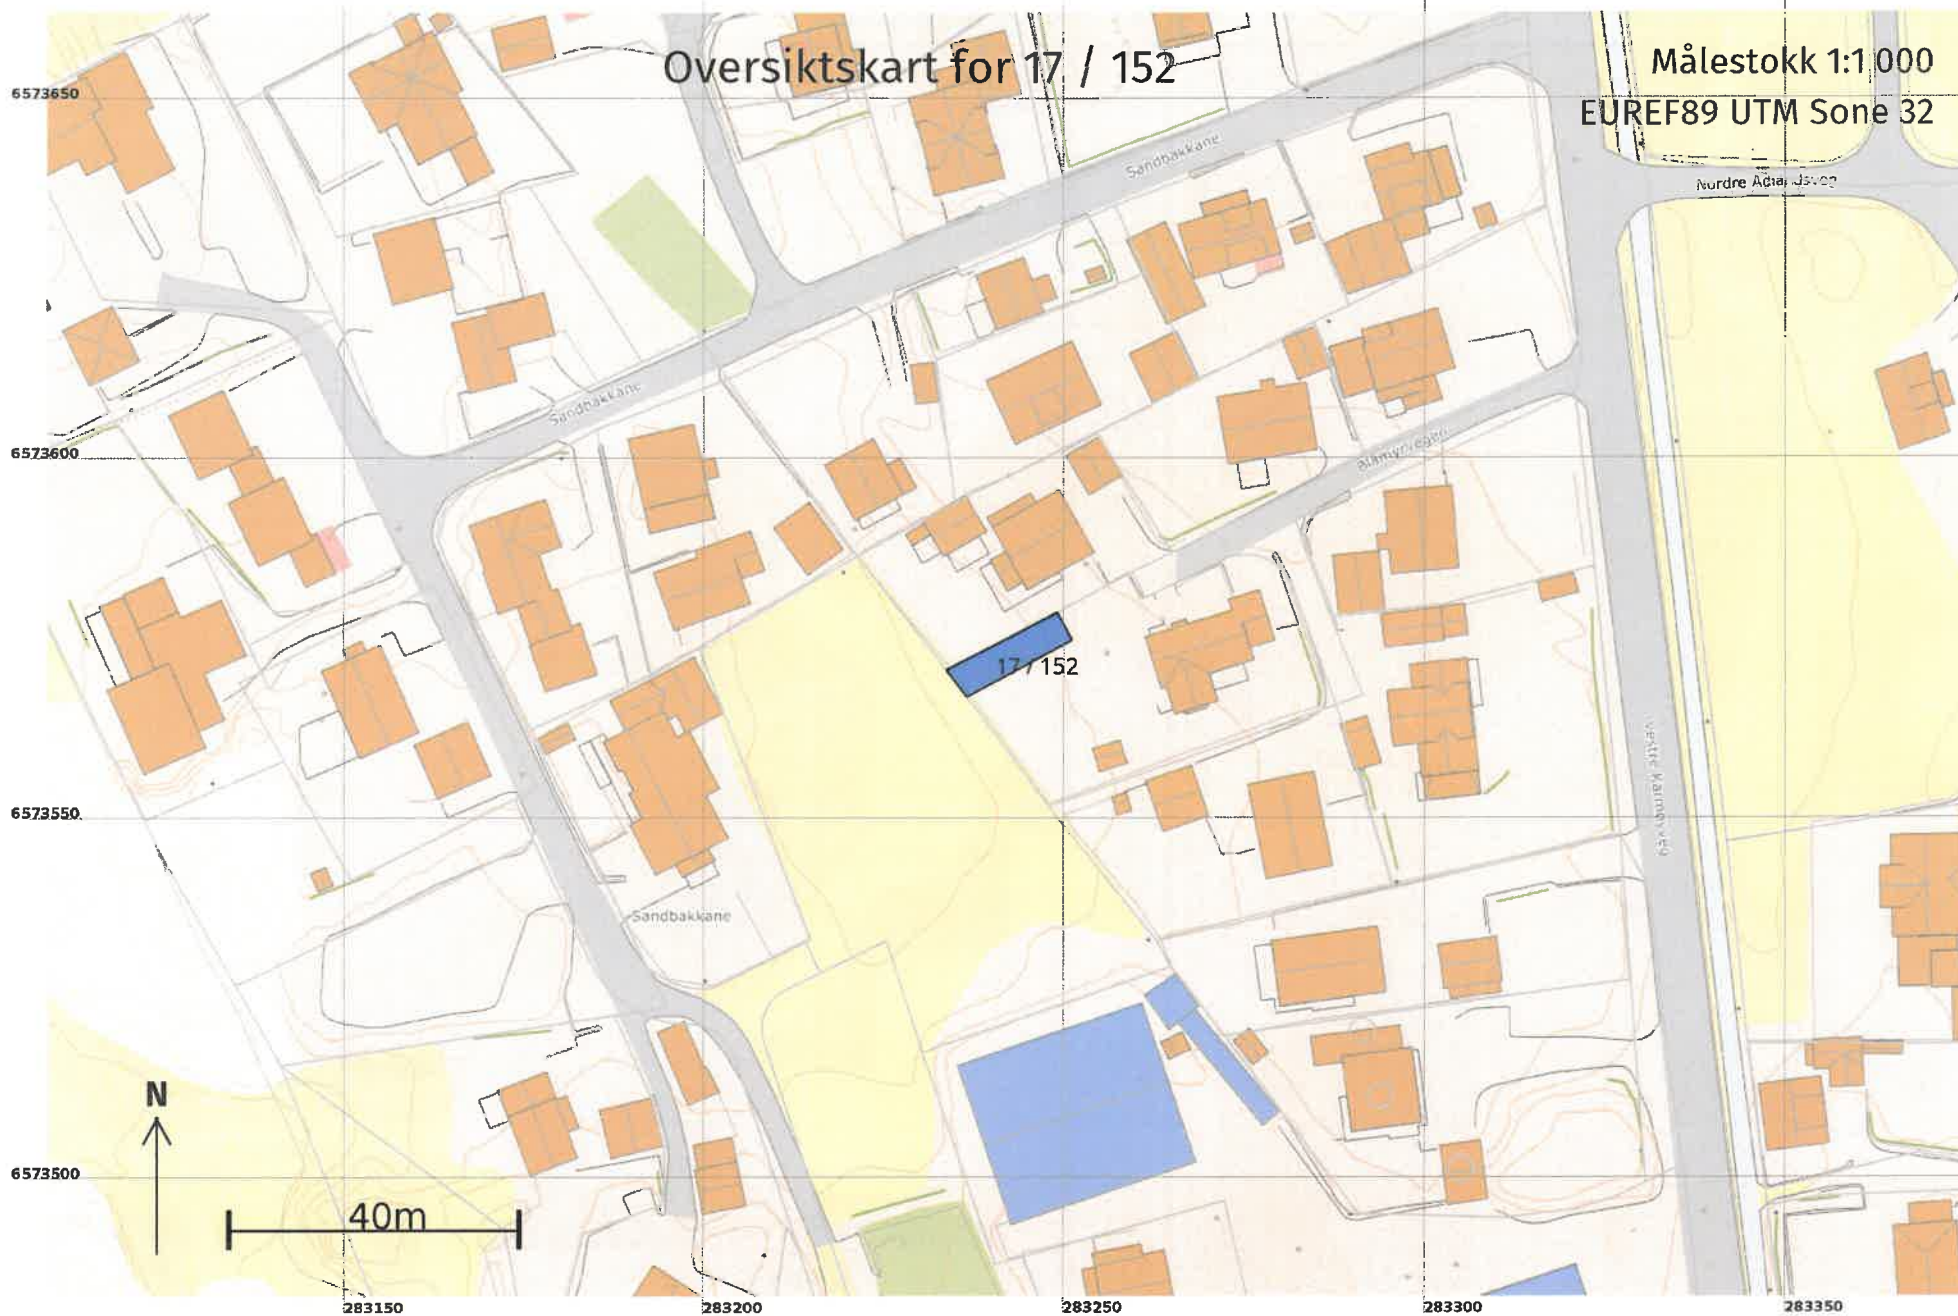 Oversiktskart for 17 / 152
Målestokk 1:1 000
EUREF89 UTM Sone 32
6573650
Sandbakkane
Nordre
Sandbakkane
6573600
17 / 152
6573550
Sandbakkane
N
6573500
40m
283150
283200
283250
283300
283350